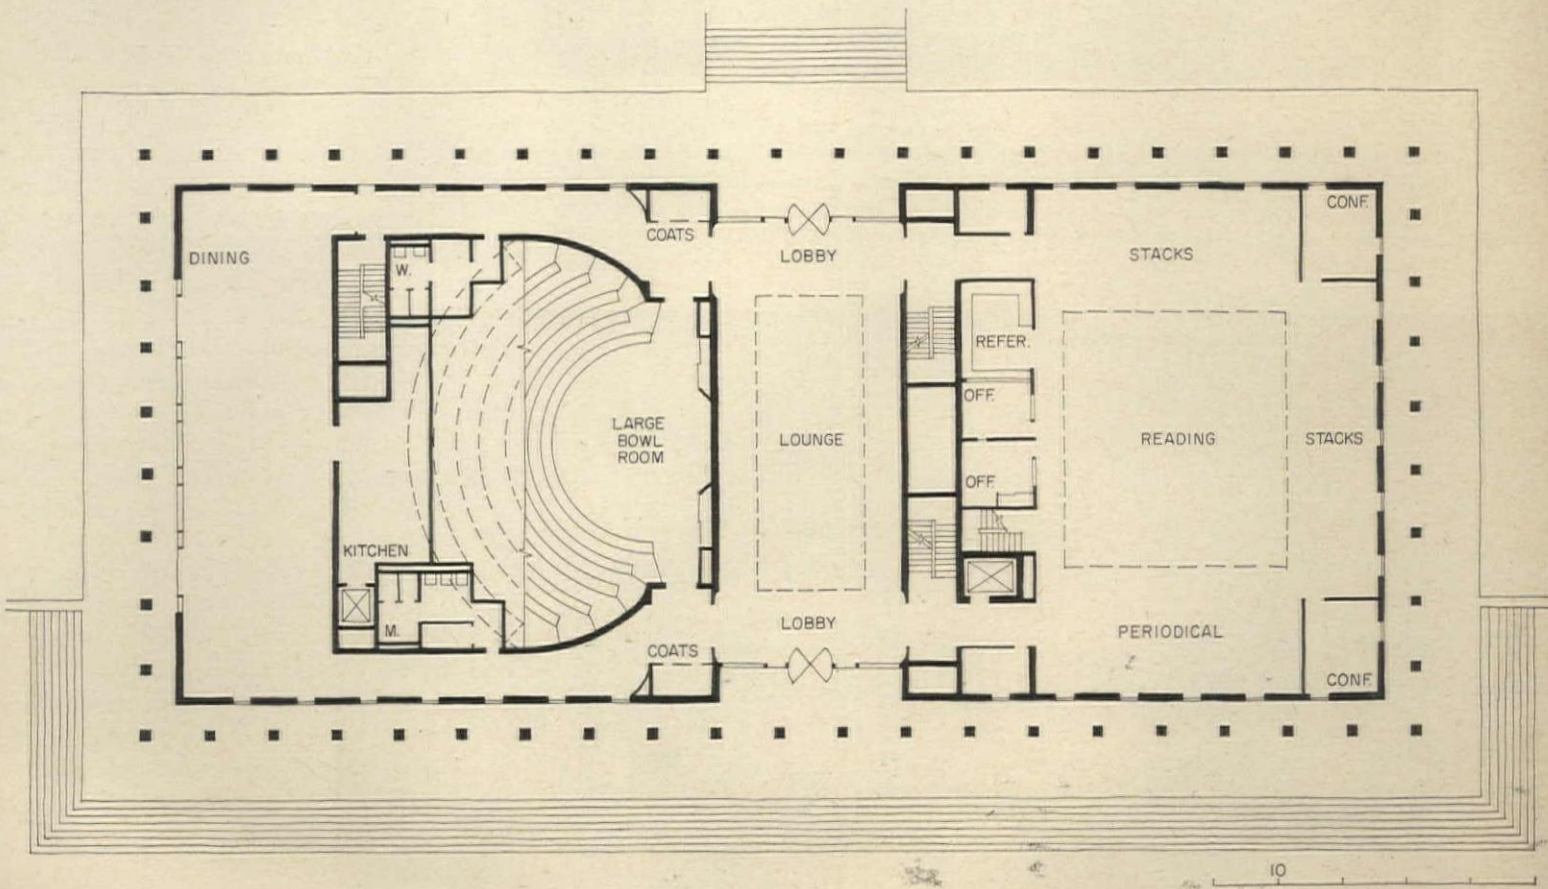 CONF.
COATS
DINING
LOBBY
STACKS
W.
REFER.
OFF.
LARGE
BOWL
ROOM
LOUNGE
READING
STACKS
OFF.
KITCHEN
LOBBY
M.
PERIODICAL
COATS
CONF.
10